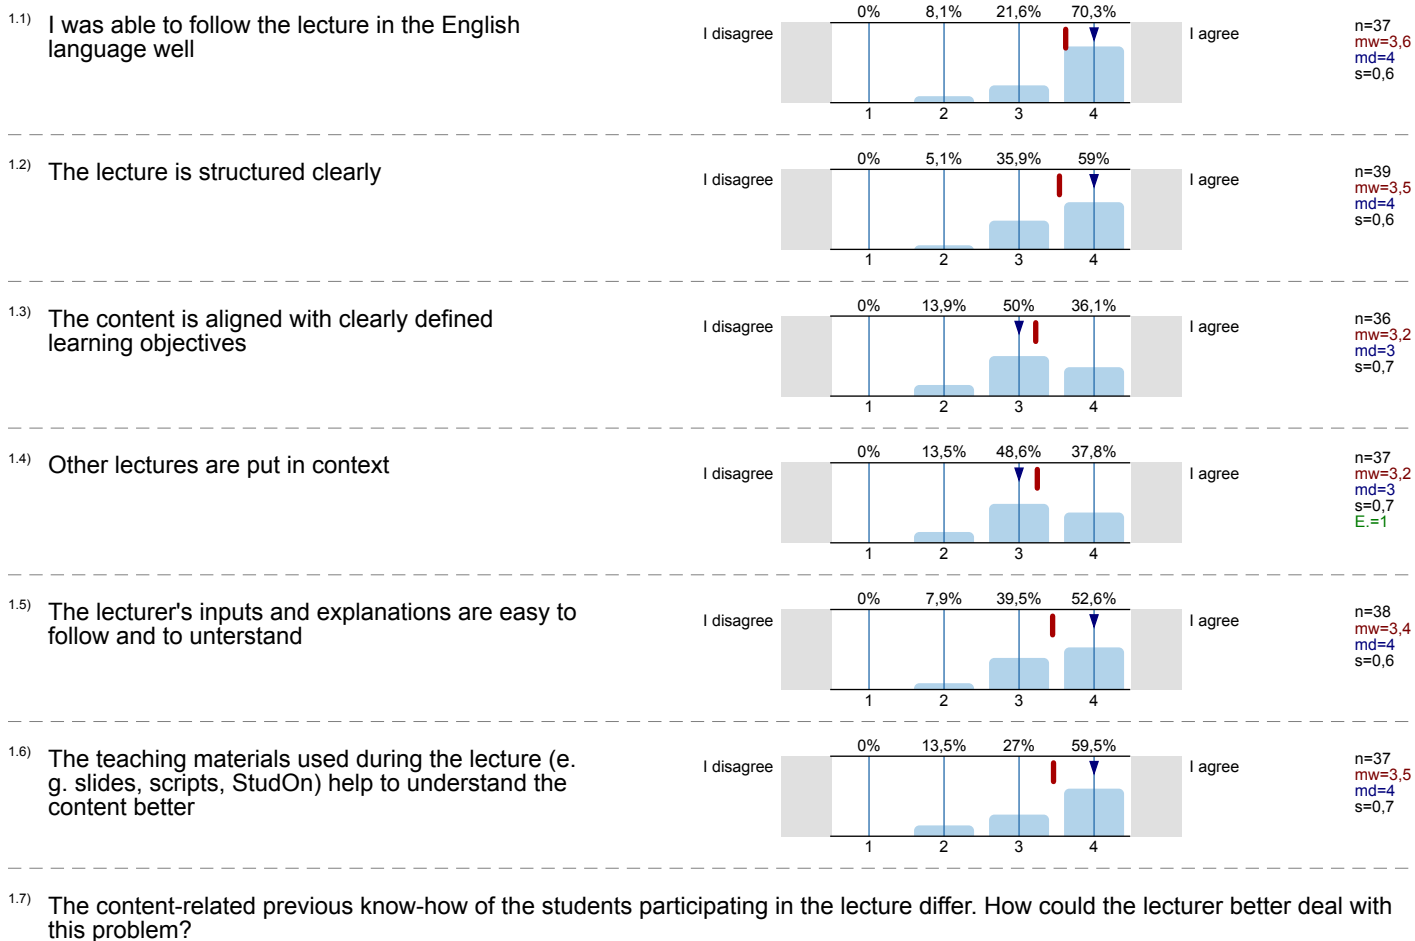 1.1) I was able to follow the lecture in the English
language well
0% 8,1% 21,6% 70,3%
I disagree I agree
1 2 3 4
n=37
mw=3,6
md=4
s=0,6
1.2) The lecture is structured clearly
0% 5,1% 35,9% 59%
I disagree I agree
1 2 3 4
n=39
mw=3,5
md=4
s=0,6
1.3) The content is aligned with clearly defined
learning objectives
0% 13,9% 50% 36,1%
I disagree I agree
1 2 3 4
n=36
mw=3,2
md=3
s=0,7
1.4) Other lectures are put in context
0% 13,5% 48,6% 37,8%
I disagree I agree
1 2 3 4
n=37
mw=3,2
md=3
s=0,7
E.=1
1.5) The lecturer's inputs and explanations are easy to
follow and to unterstand
0% 7,9% 39,5% 52,6%
I disagree I agree
1 2 3 4
n=38
mw=3,4
md=4
s=0,6
1.6) The teaching materials used during the lecture (e.
g. slides, scripts, StudOn) help to understand the
content better
0% 13,5% 27% 59,5%
I disagree I agree
1 2 3 4
n=37
mw=3,5
md=4
s=0,7
1.7) The content-related previous know-how of the students participating in the lecture differ. How could the lecturer better deal with
this problem?